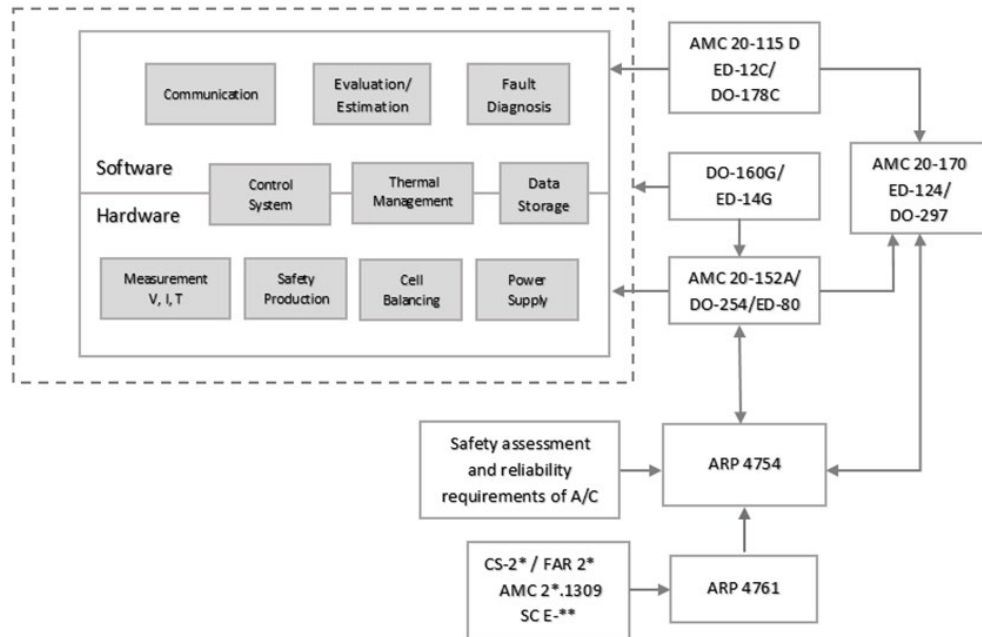 Communication
Evaluation/
Estimation
Fault
Diagnosis
Software
Control
System
Thermal
Management
Data
Storage
Hardware
Measurement
V, I, T
Safety
Production
Cell
Balancing
Power
Supply
AMC 20-115 D
ED-12C/
DO-178C
DO-160G/
ED-14G
AMC 20-170
ED-124/
DO-297
AMC 20-152A/
DO-254/ED-80
Safety assessment
and reliability
requirements of A/C
ARP 4754
CS-2* / FAR 2*
AMC 2*.1309
SC E-**
ARP 4761